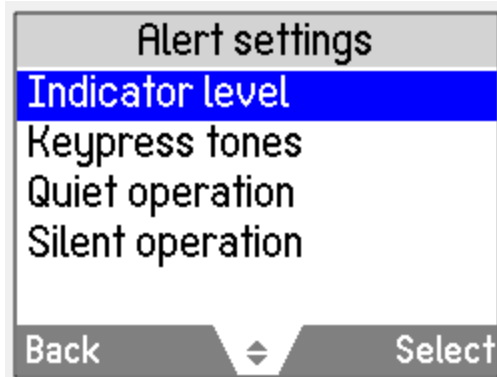 Alert settings
Indicator level
Keypress tones
Quiet operation
Silent operation
Back Select